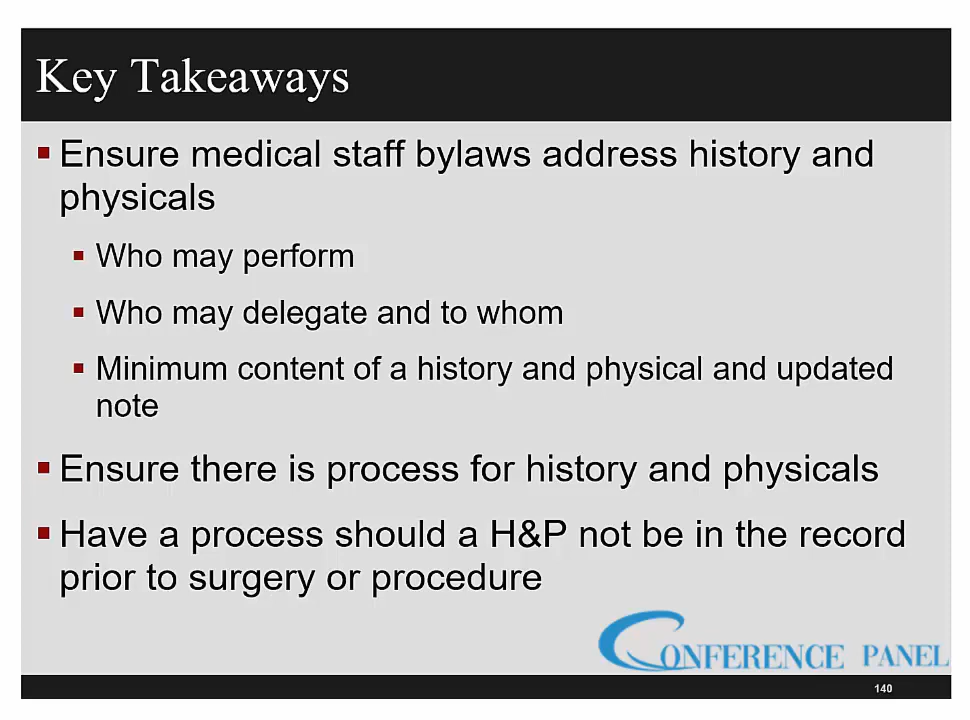 Key Takeaways
Ensure medical staff bylaws address history and
physicals
Who may perform
Who may delegate and to whom
Minimum content of a history and physical and updated
note
Ensure there is process for history and physicals
Have a process should a H&P not be in the record
prior to surgery or procedure
CONFERENCE PANEL
140